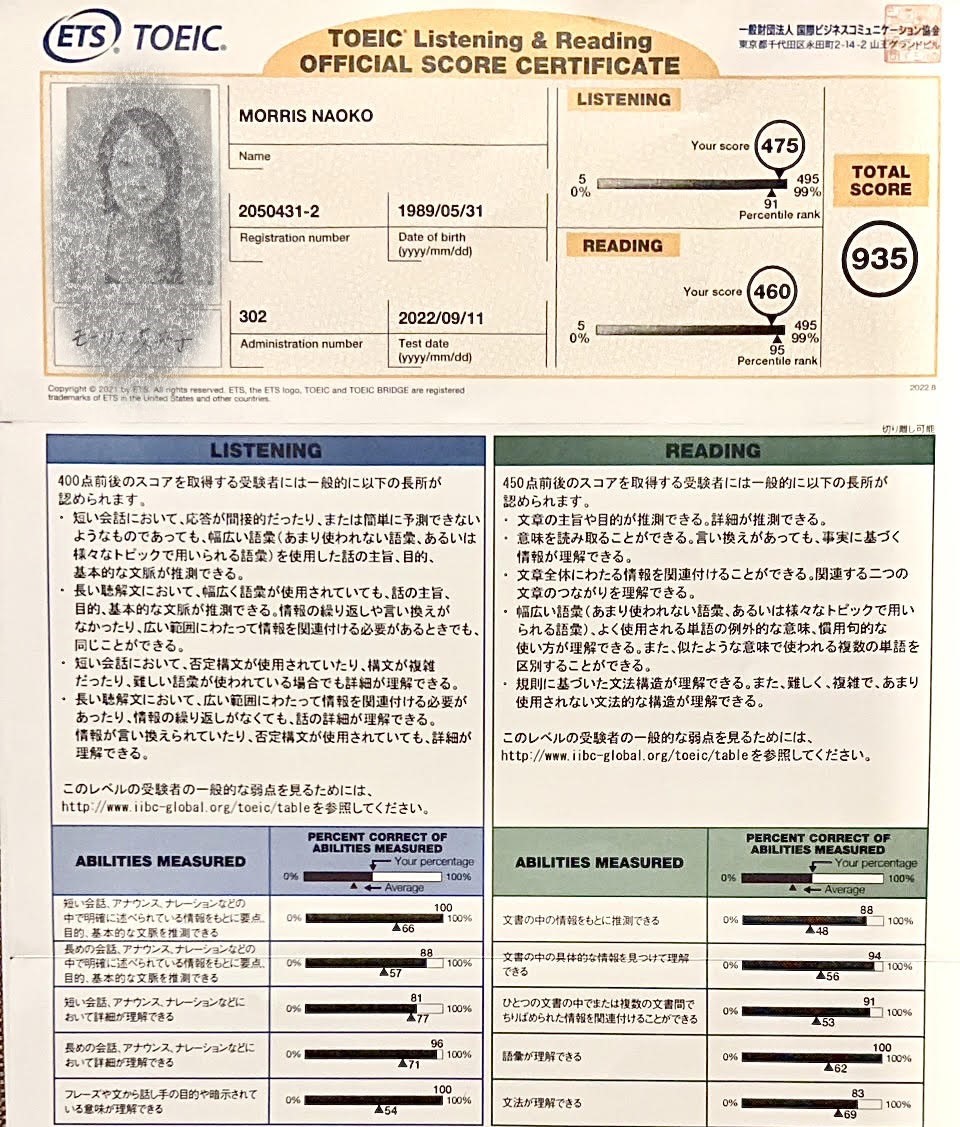 ETS® TOEIC®
TOEIC® Listening & Reading
OFFICIAL SCORE CERTIFICATE
一般財団法人 国際ビジネスコミュニケーション協会
東京都千代田区永田町2-14-2 山王グランドビル
MORRIS NAOKO
Name
2050431-2
Registration number
1989/05/31
Date of birth
(yyyy/mm/dd)
302
Administration number
2022/09/11
Test date
(yyyy/mm/dd)
LISTENING
Your score 475
5 495
0% 99%
91
Percentile rank
READING
Your score 460
5 495
0% 99%
95
Percentile rank
TOTAL
SCORE
935
Copyright © 2021 by ETS. All rights reserved. ETS, the ETS logo, TOEIC and TOEIC BRIDGE are registered
trademarks of ETS in the United States and other countries.
2022.8
切り離し可能
LISTENING
400点前後のスコアを取得する受験者には一般的に以下の長所が
認められます。
・ 短い会話において、応答が間接的だったり、または簡単に予測できない
ようなものであっても、幅広い語彙(あまり使われない語彙、あるいは
様々なトピックで用いられる語彙)を使用した話の主旨、目的、
基本的な文脈が推測できる。
・ 長い聴解文において、幅広く語彙が使用されていても、話の主旨、
目的、基本的な文脈が推測できる。情報の繰り返しや言い換えが
なかったり、広い範囲にわたって情報を関連付ける必要があるときでも、
同じことができる。
・ 短い会話において、否定構文が使用されていたり、構文が複雑
だったり、難しい語彙が使われている場合でも詳細が理解できる。
・ 長い聴解文において、広い範囲にわたって情報を関連付ける必要が
あったり、情報の繰り返しがなくても、話の詳細が理解できる。
情報が言い換えられていたり、否定構文が使用されていても、詳細が
理解できる。
このレベルの受験者の一般的な弱点を見るためには、
http://www.iibc-global.org/toeic/tableを参照してください。
READING
450点前後のスコアを取得する受験者には一般的に以下の長所が
認められます。
・ 文章の主旨や目的が推測できる。詳細が推測できる。
・ 意味を読み取ることができる。言い換えがあっても、事実に基づく
情報が理解できる。
・ 文章全体にわたる情報を関連付けることができる。関連する二つの
文章のつながりを理解できる。
・ 幅広い語彙(あまり使われない語彙、あるいは様々なトピックで用い
られる語彙)、よく使用される単語の例外的な意味、慣用句的な
使い方が理解できる。また、似たような意味で使われる複数の単語を
区別することができる。
・ 規則に基づいた文法構造が理解できる。また、難しく、複雑で、あまり
使用されない文法的な構造が理解できる。
このレベルの受験者の一般的な弱点を見るためには、
http://www.iibc-global.org/toeic/tableを参照してください。
ABILITIES MEASURED
PERCENT CORRECT OF
ABILITIES MEASURED
Your percentage
0% 100%
Average
短い会話、アナウンス、ナレーションなどの
中で明確に述べられている情報をもとに要点、
目的、基本的な文脈を推測できる
100
0% 100%
66
長めの会話、アナウンス、ナレーションなどの
中で明確に述べられている情報をもとに要点、
目的、基本的な文脈を推測できる
88
0% 100%
57
短い会話、アナウンス、ナレーションなどに
おいて詳細が理解できる
81
0% 100%
77
長めの会話、アナウンス、ナレーションなどに
おいて詳細が理解できる
96
0% 100%
71
フレーズや文から話し手の目的や暗示されて
いる意味が理解できる
100
0% 100%
54
ABILITIES MEASURED
PERCENT CORRECT OF
ABILITIES MEASURED
Your percentage
0% 100%
Average
文書の中の情報をもとに推測できる
88
0% 100%
48
文書の中の具体的な情報を見つけて理解
できる
94
0% 100%
56
ひとつの文書の中でまたは複数の文書間で
ちりばめられた情報を関連付けることができる
91
0% 100%
53
語彙が理解できる
100
0% 100%
62
文法が理解できる
83
0% 100%
69